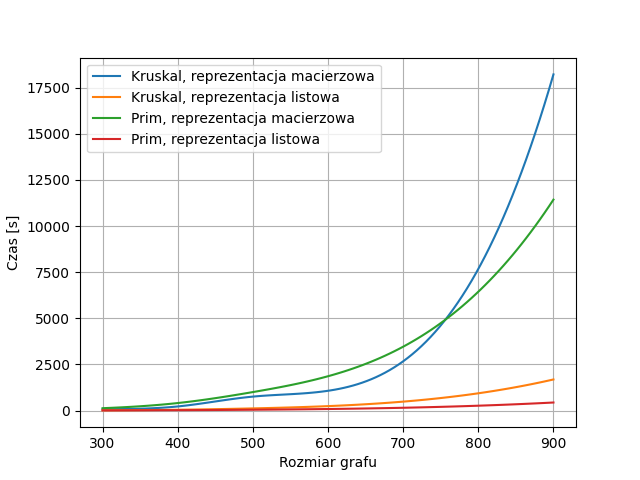 Kruskal, reprezentacja macierzowa
Kruskal, reprezentacja listowa
Prim, reprezentacja macierzowa
Prim, reprezentacja listowa
Czas [s]
17500
15000
12500
10000
7500
5000
2500
0
300 400 500 600 700 800 900
Rozmiar grafu